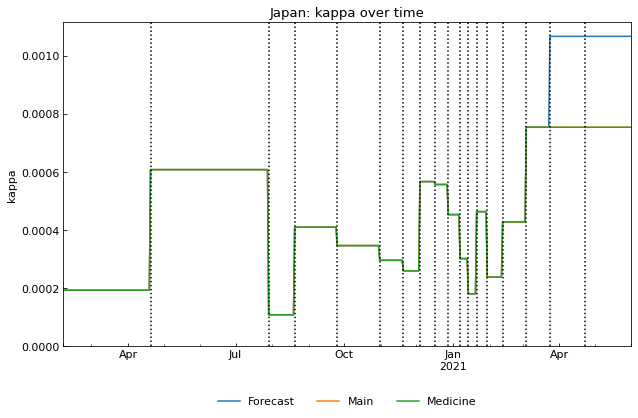 Japan: kappa over time
0.0010
0.0008
0.0006
0.0004
0.0002
0.0000
kappa
Apr Jul Oct Jan Apr
2021
Forecast Main Medicine